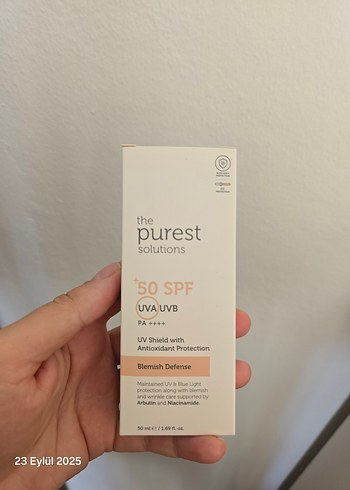 the
purest
solutions
+50 SPF
UVA UVB
PA ++++
UV Shield with
Antioxidant Protection
Blemish Defense
Maintained UV & Blue Light
protection along with blemish
and wrinkle care supported by
Arbutin and Niacinamide.
50 ml ℮ / 1.69 fl. oz.
23 Eylül 2025